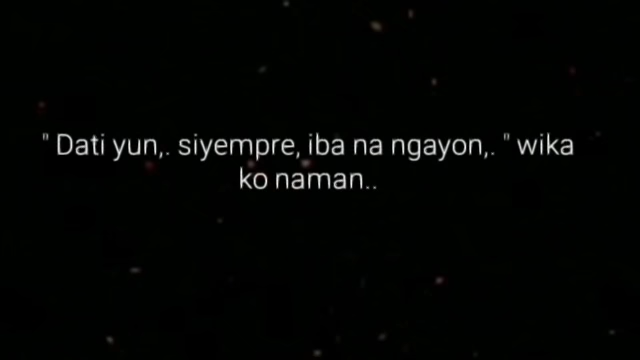 " Dati yun,. siyempre, iba na ngayon,. " wika
ko naman..